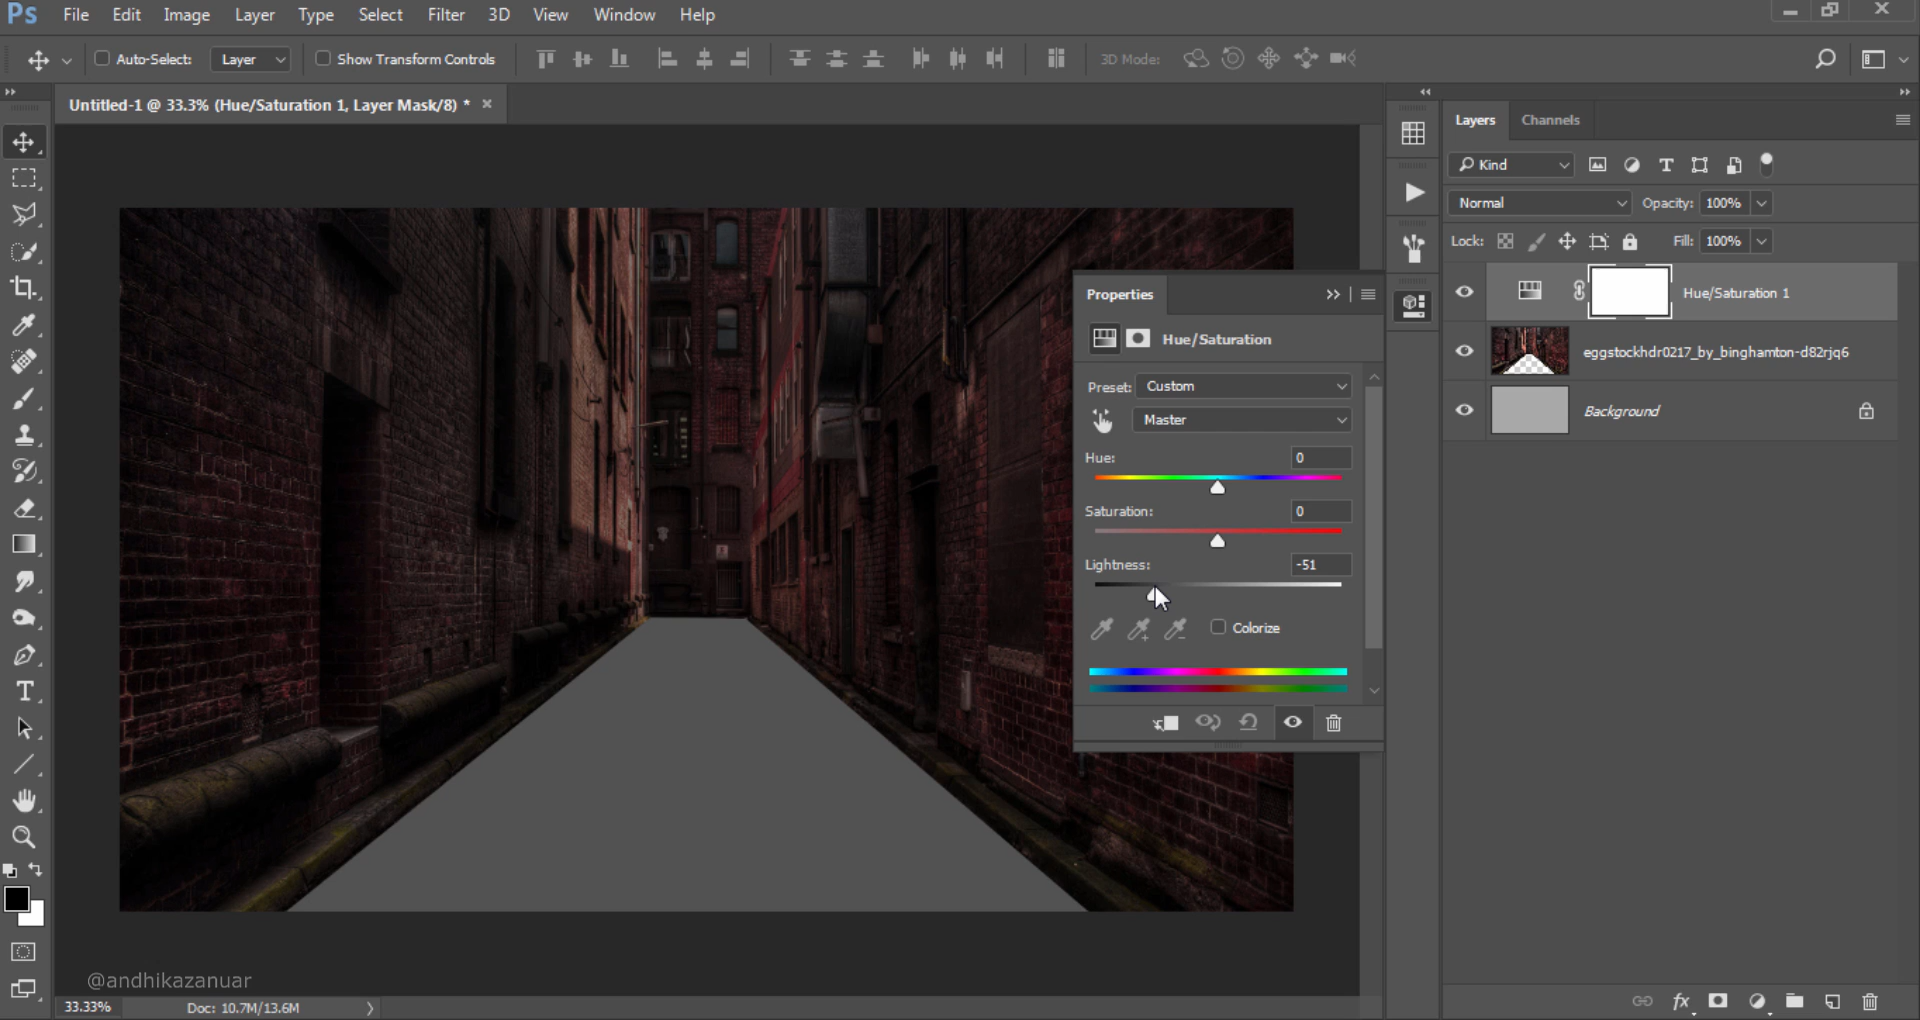 Ps File Edit Image Layer Type Select Filter 3D View Window Help
Auto-Select: Layer Show Transform Controls 3D Mode:
Untitled-1 @ 33.3% (Hue/Saturation 1, Layer Mask/8) *
Properties
Hue/Saturation
Preset: Custom
Master
Hue: 0
Saturation: 0
Lightness: -51
Colorize
Layers Channels
Kind
Normal Opacity: 100%
Lock: Fill: 100%
Hue/Saturation 1
eggstockhdr0217_by_binghamton-d82rjq6
Background
@andhikazanuar
33.33% Doc: 10.7M/13.6M